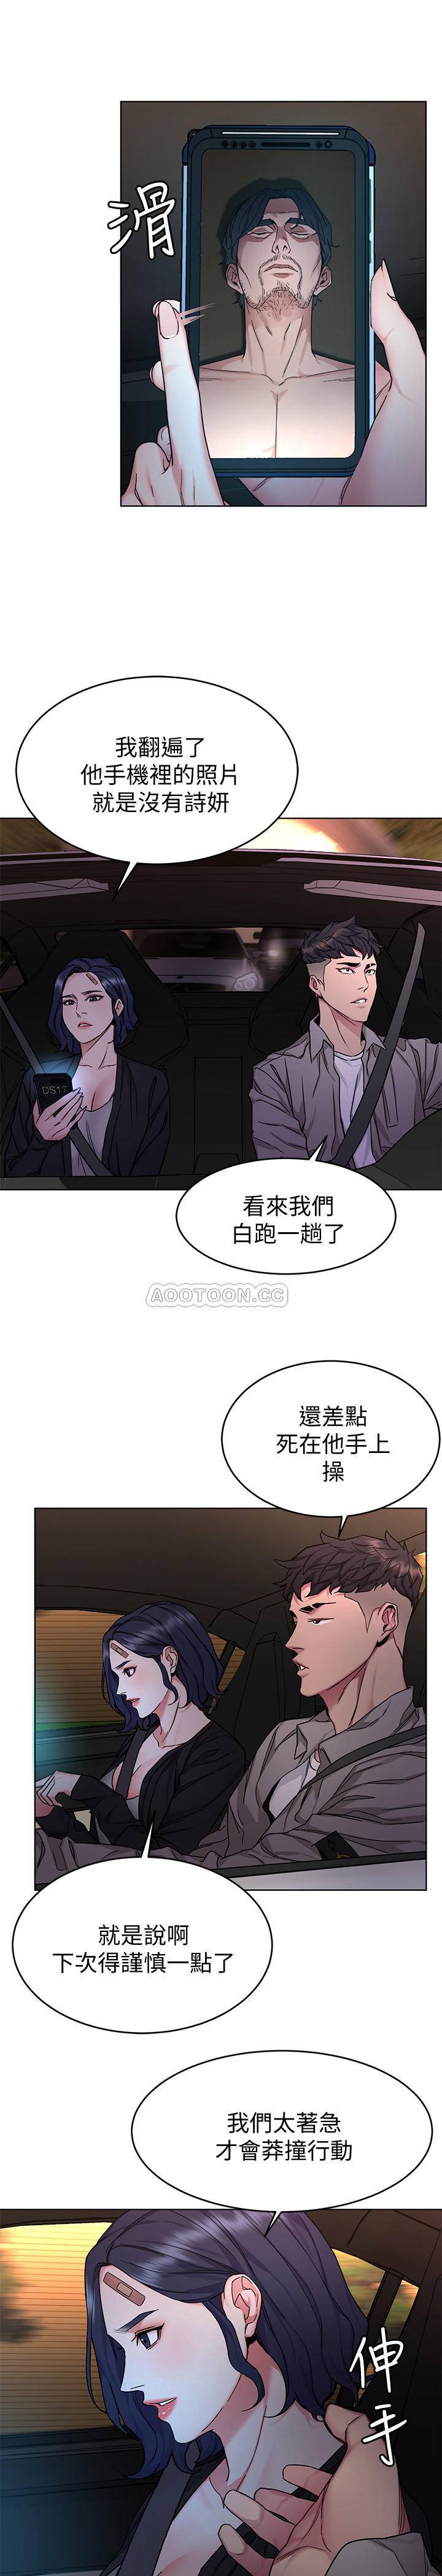 滑
我翻遍了
他手機裡的照片
就是沒有詩妍
DS17
看來我們
白跑一趟了
AOOTOON.CC
還差點
死在他手上
操
就是說啊
下次得謹慎一點了
我們太著急
才會莽撞行動
伸
手